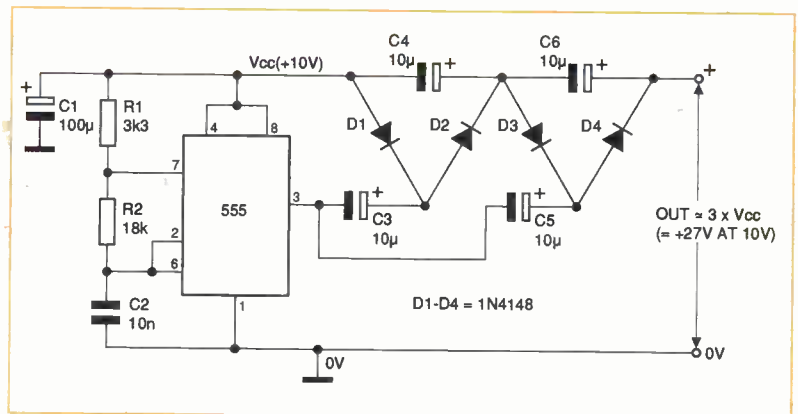 C4
10µ
+
C6
10µ
+
+
Vcc(+10V)
+
C1
100µ
R1
3k3
4
8
D1
D2
D3
D4
7
555
3
+
C3
10µ
+
C5
10µ
R2
18k
2
6
OUT ≃ 3 x Vcc
(= +27V AT 10V)
C2
10n
1
D1-D4 = 1N4148
0V
0V